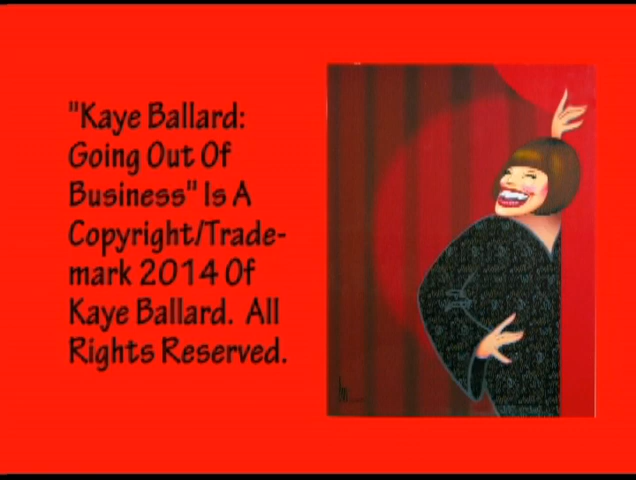 "Kaye Ballard:
Going Out Of
Business" Is A
Copyright/Trade-
mark 2014 Of
Kaye Ballard. All
Rights Reserved.